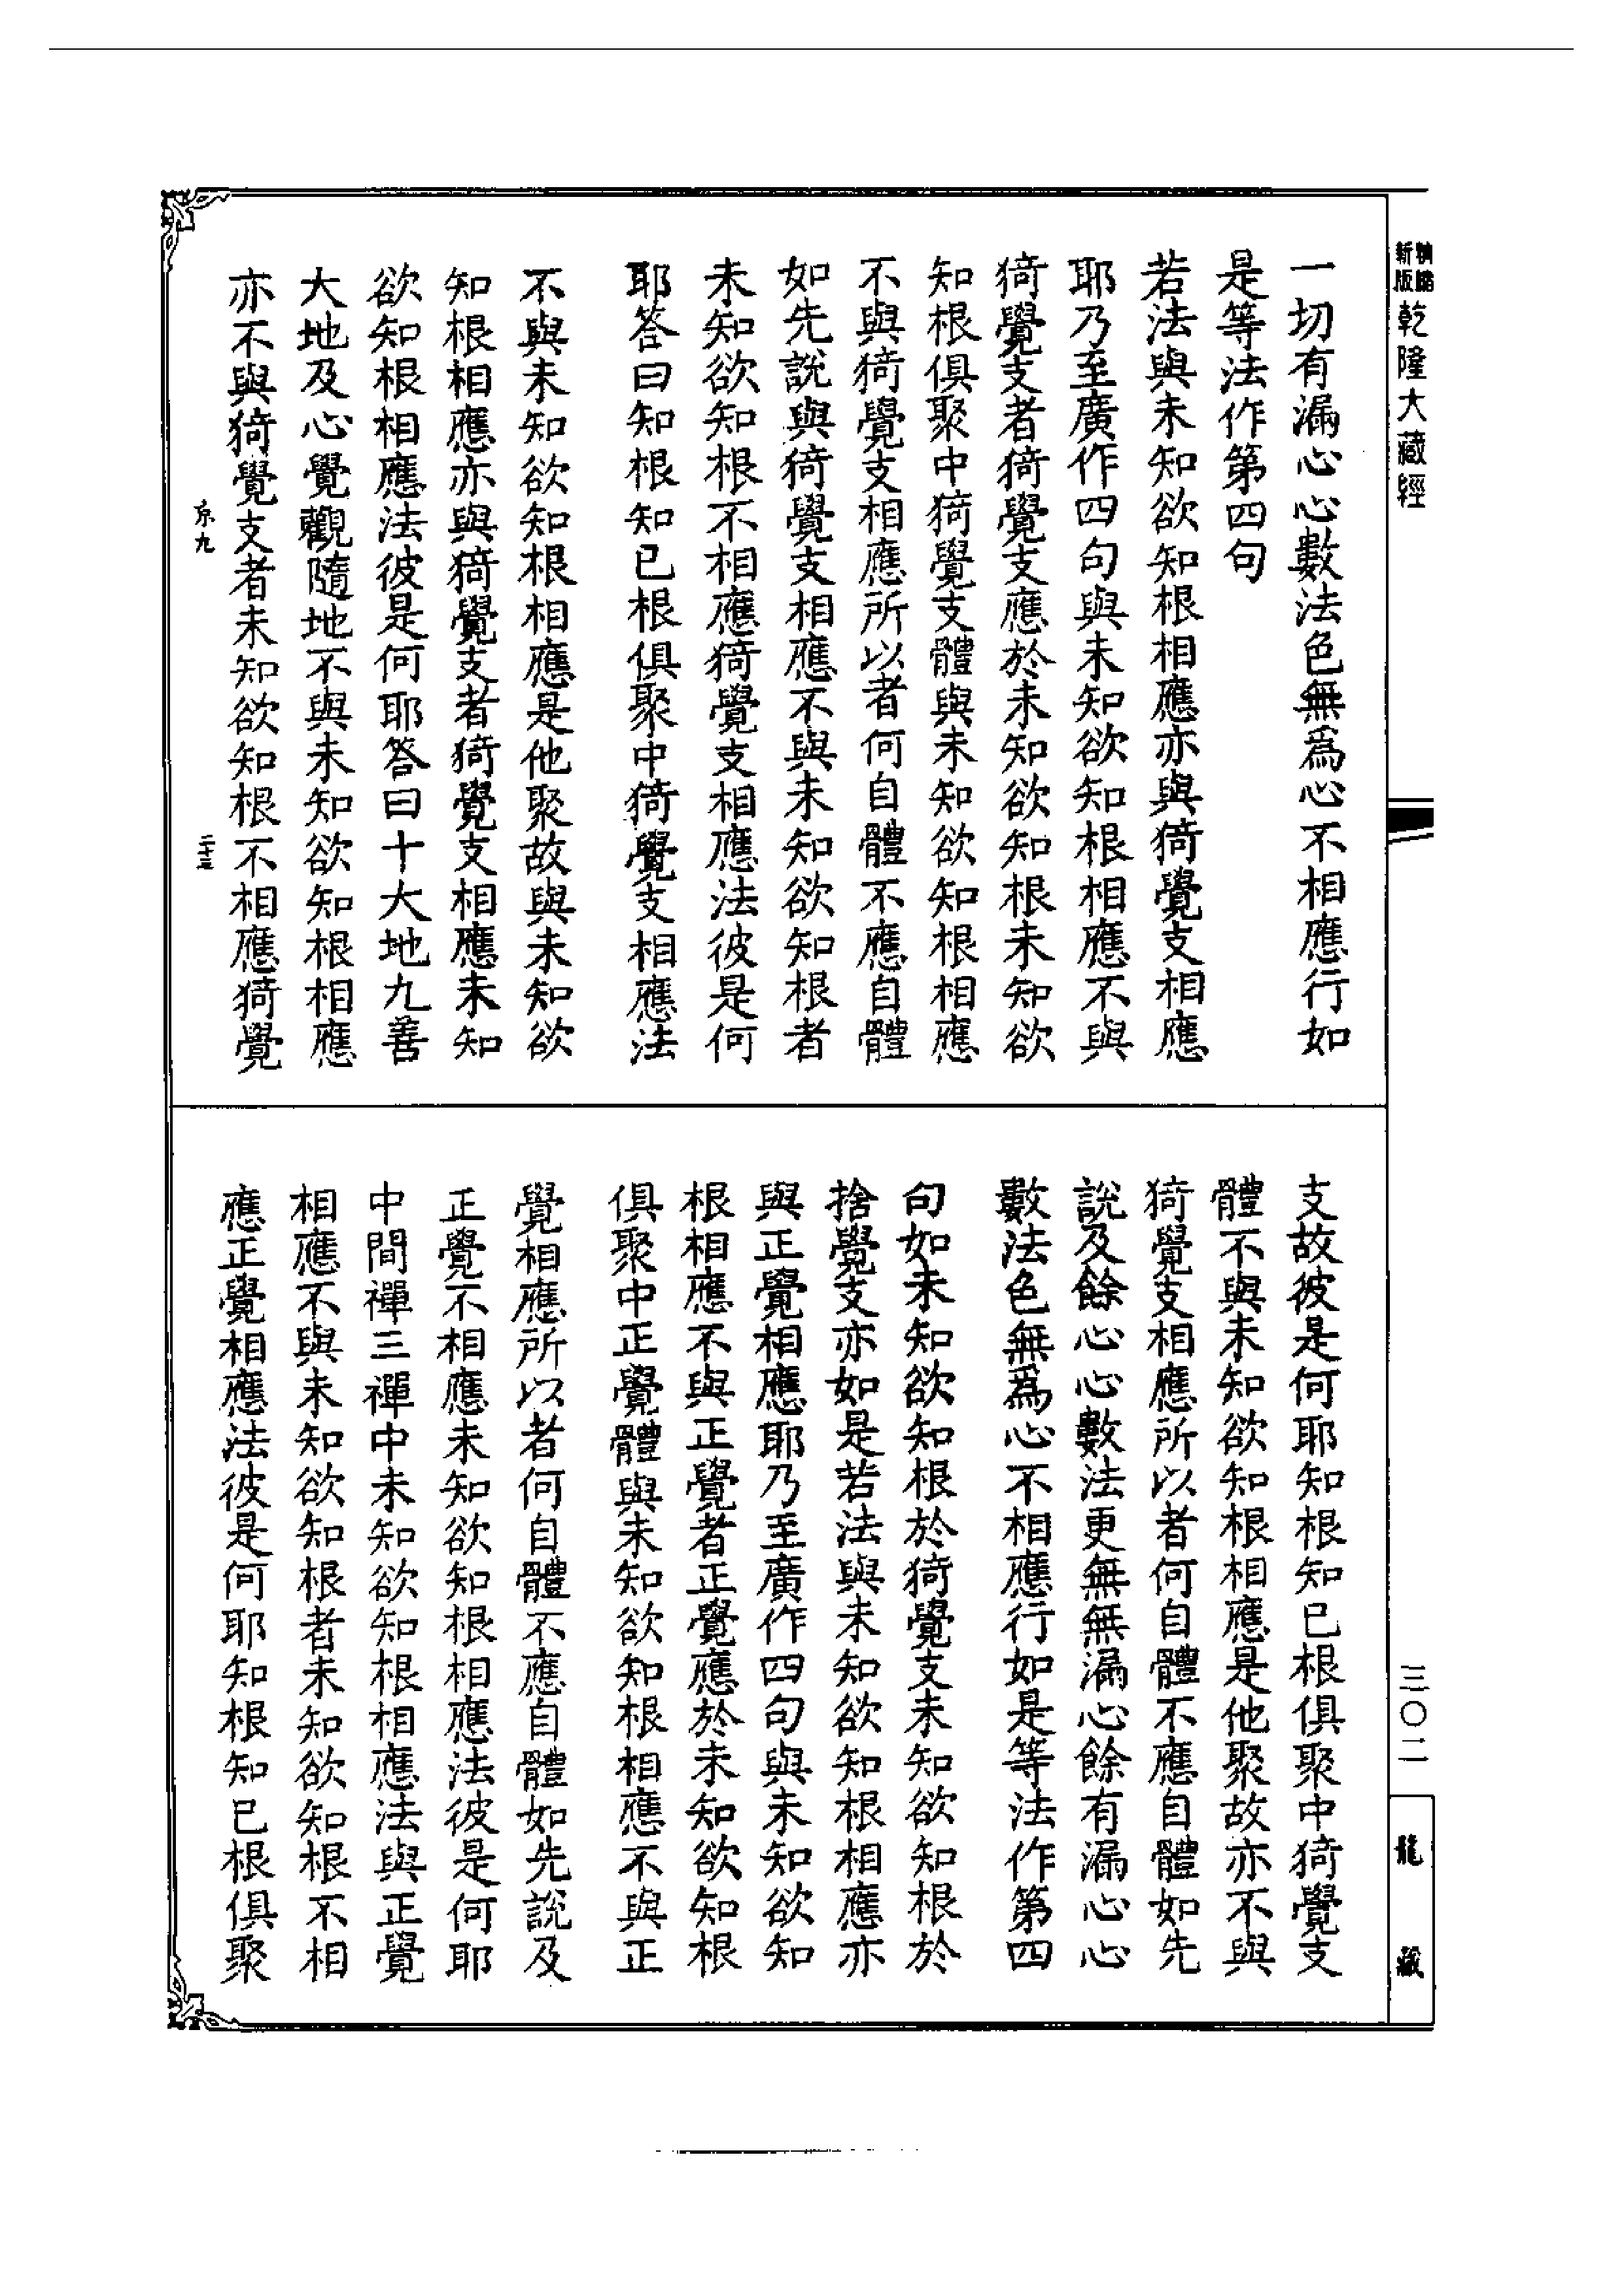 新版
乾隆大藏經
一切有漏心心數法色無爲心不相應行如
是等法作第四句
若法與未知欲知根相應亦與猗覺支相應
耶乃至廣作四句與未知欲知根相應不與
猗覺支者猗覺支應於未知欲知根未知欲
知根俱聚中猗覺支體與未知欲知根相應
不與猗覺支相應所以者何自體不應自體
如先說與猗覺支相應不與未知欲知根者
未知欲知根不相應猗覺支相應法彼是何
耶答曰知根知已根俱聚中猗覺支相應法
不與未知欲知根相應是他聚故與未知欲
知根相應亦與猗覺支者猗覺支相應未知
欲知根相應法彼是何耶答曰十大地九善
大地及心覺觀隨地不與未知欲知根相應
亦不與猗覺支者未知欲知根不相應猗覺
二十三
支故彼是何耶知根知已根俱聚中猗覺支
體不與未知欲知根相應是他聚故亦不與
猗覺支相應所以者何自體不應自體如先
說及餘心心數法更無無漏心餘有漏心心
數法色無爲心不相應行如是等法作第四
句如未知欲知根於猗覺支未知欲知根於
捨覺支亦如是若法與未知欲知根相應亦
與正覺相應耶乃至廣作四句與未知欲知
根相應不與正覺者正覺應於未知欲知根
俱聚中正覺體與未知欲知根相應不與正
覺相應所以者何自體不應自體如先說及
正覺不相應未知欲知根相應法彼是何耶
中間禪三禪中未知欲知根相應法與正覺
相應不與未知欲知根者未知欲知根不相
應正覺相應法彼是何耶知根知已根俱聚
三〇二
龍藏